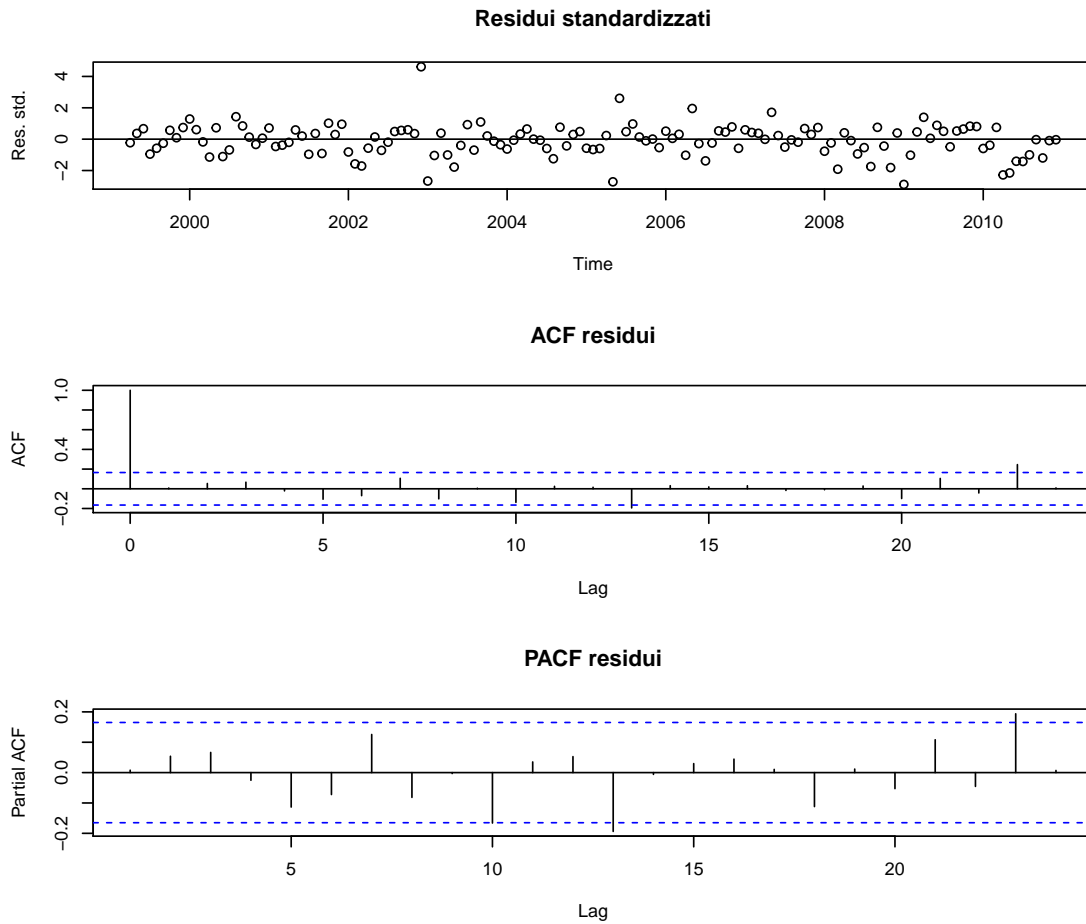 Residui standardizzati
Res. std.
4
2
0
−2
2000 2002 2004 2006 2008 2010
Time
ACF residui
ACF
1.0
0.4
−0.2
0 5 10 15 20
Lag
PACF residui
Partial ACF
0.2
0.0
−0.2
5 10 15 20
Lag